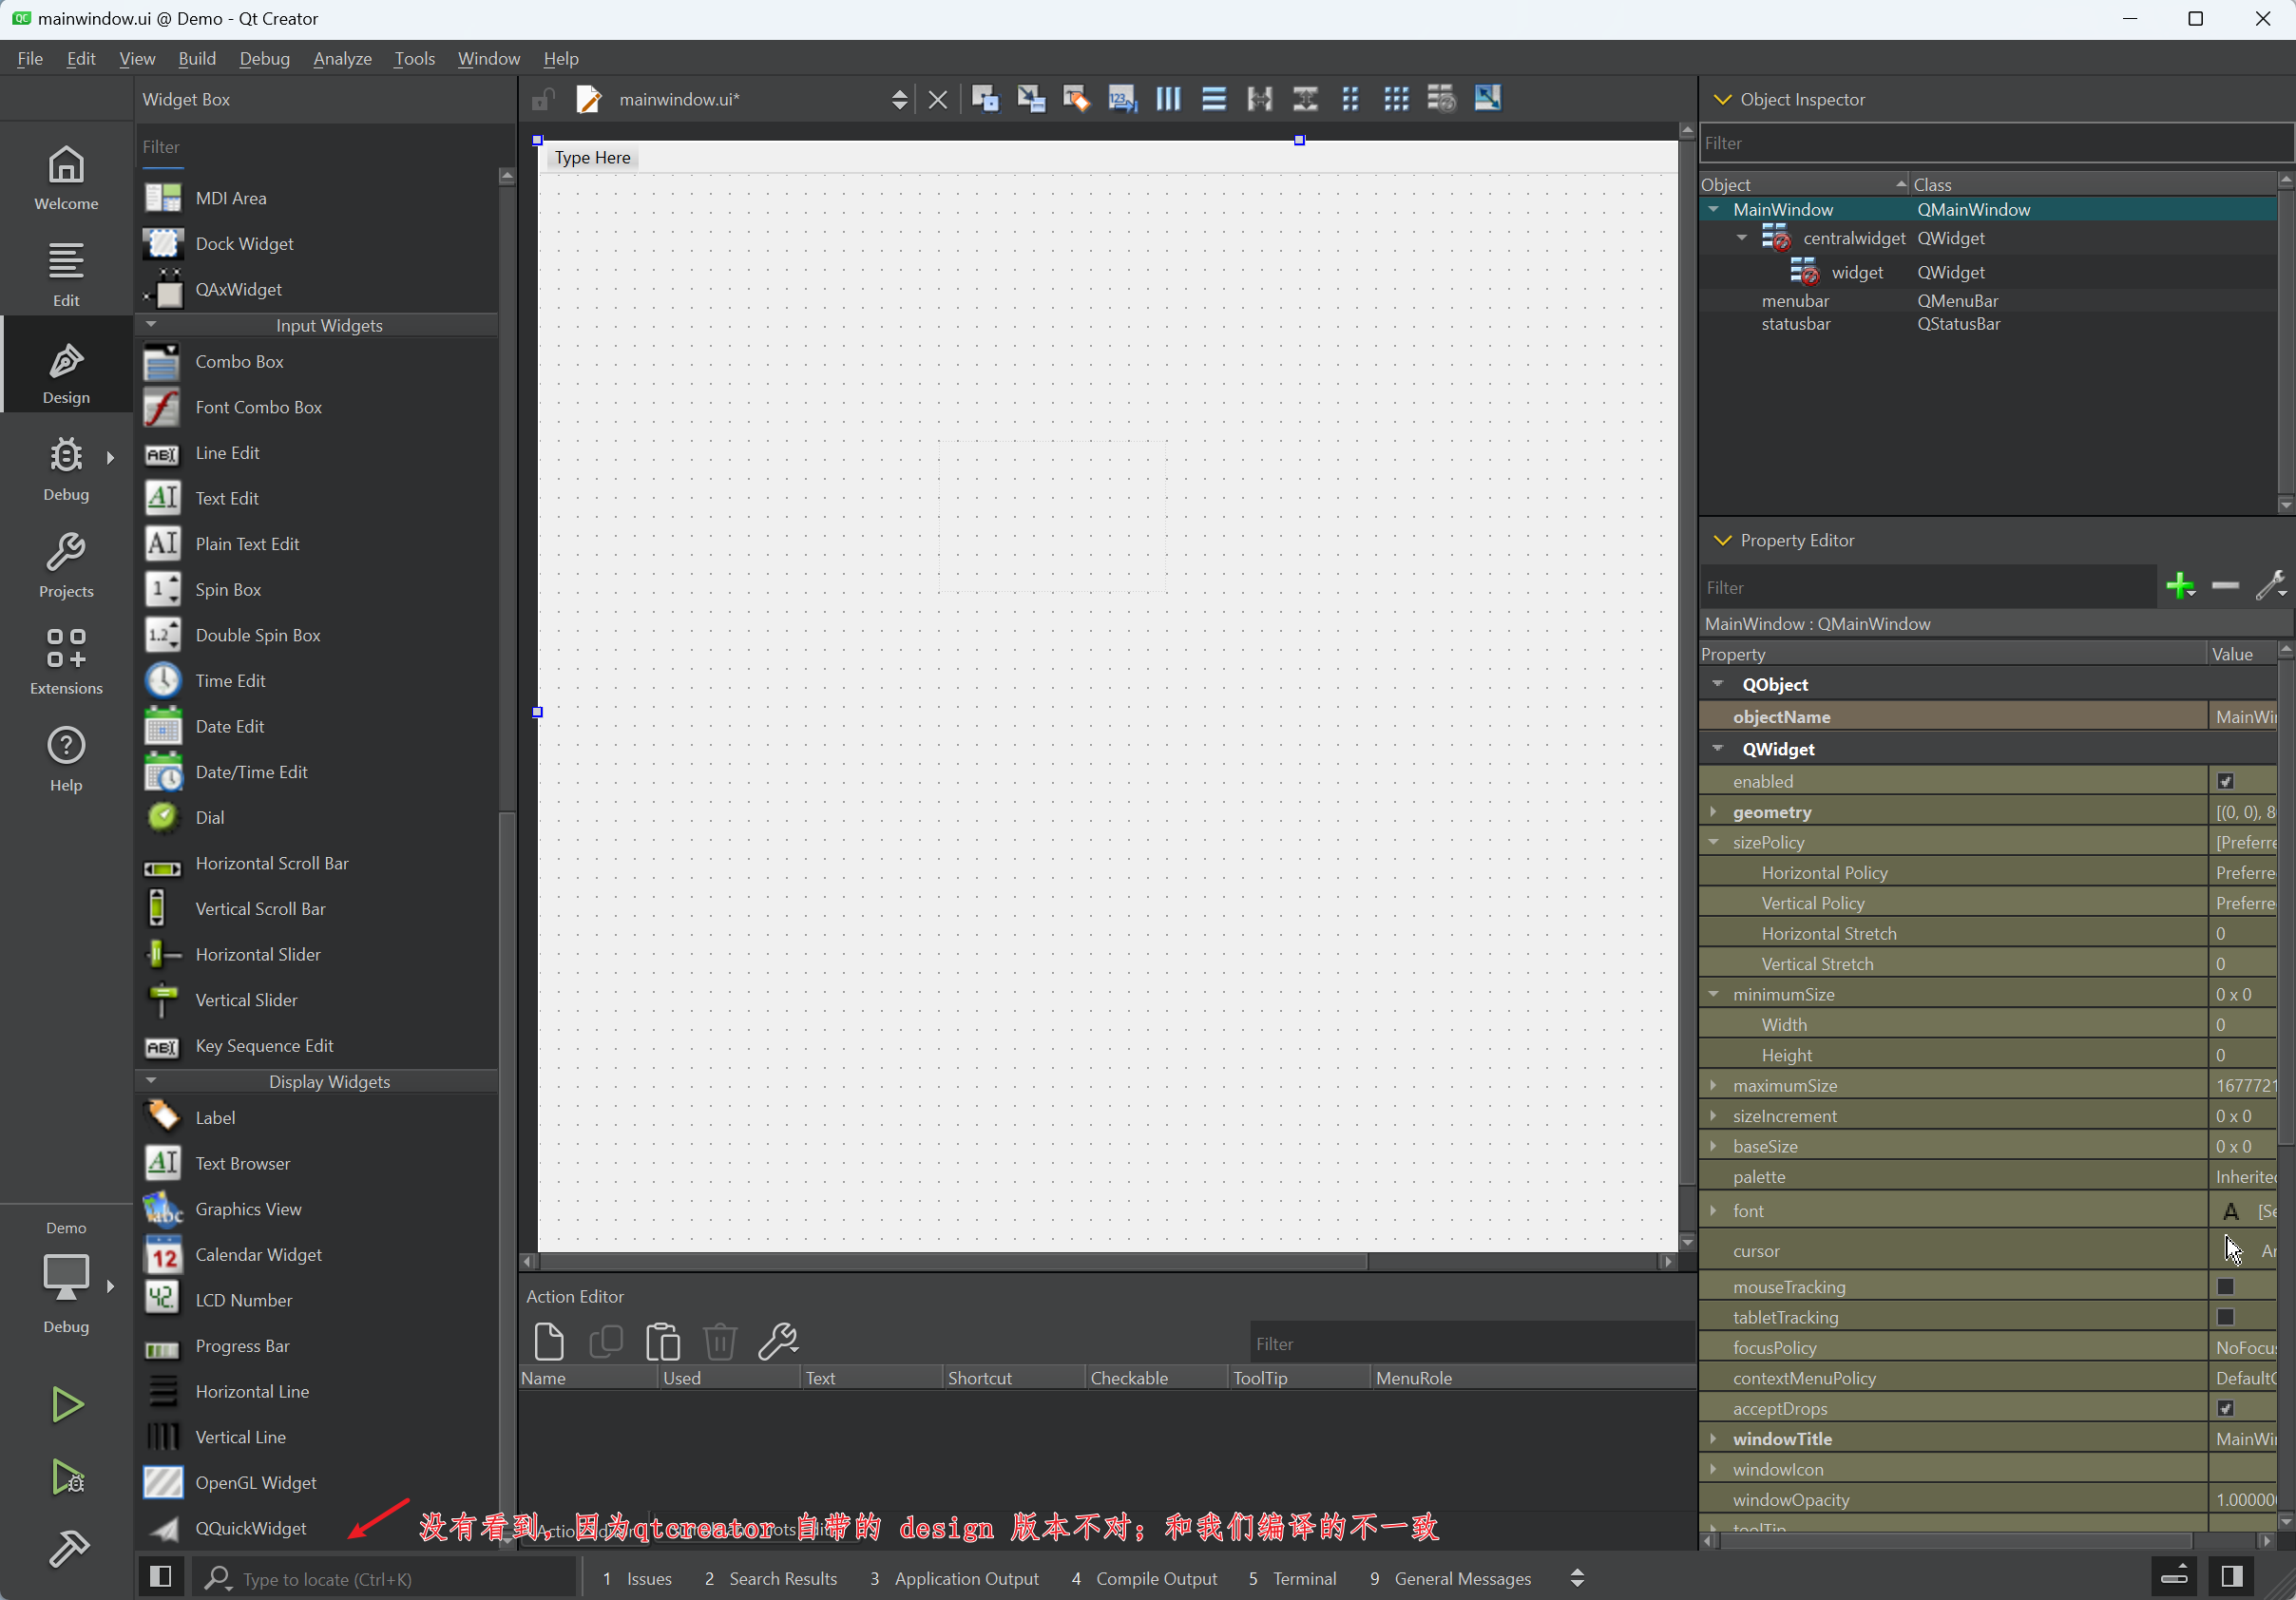 mainwindow.ui @ Demo - Qt Creator
File Edit View Build Debug Analyze Tools Window Help
Welcome
Edit
Design
Debug
Projects
Extensions
Help
Demo
Debug
Widget Box
Filter
MDI Area
Dock Widget
QAxWidget
Input Widgets
Combo Box
Font Combo Box
Line Edit
Text Edit
Plain Text Edit
Spin Box
Double Spin Box
Time Edit
Date Edit
Date/Time Edit
Dial
Horizontal Scroll Bar
Vertical Scroll Bar
Horizontal Slider
Vertical Slider
Key Sequence Edit
Display Widgets
Label
Text Browser
Graphics View
Calendar Widget
LCD Number
Progress Bar
Horizontal Line
Vertical Line
OpenGL Widget
QQuickWidget
mainwindow.ui*
Type Here
Action Editor
Filter
Name Used Text Shortcut Checkable ToolTip MenuRole
没有看到，因为qtcreator 自带的 design 版本不对；和我们编译的不一致
Object Inspector
Filter
Object Class
MainWindow QMainWindow
centralwidget QWidget
widget QWidget
menubar QMenuBar
statusbar QStatusBar
Property Editor
Filter
MainWindow : QMainWindow
Property Value
QObject
objectName MainWi
QWidget
enabled
geometry [(0, 0), 8
sizePolicy [Preferre
Horizontal Policy Preferre
Vertical Policy Preferre
Horizontal Stretch 0
Vertical Stretch 0
minimumSize 0 x 0
Width 0
Height 0
maximumSize 1677721
sizeIncrement 0 x 0
baseSize 0 x 0
palette Inherite
font A [Se
cursor Ar
mouseTracking
tabletTracking
focusPolicy NoFocu
contextMenuPolicy Default
acceptDrops
windowTitle MainWi
windowIcon
windowOpacity 1.00000
toolTip
Type to locate (Ctrl+K) 1 Issues 2 Search Results 3 Application Output 4 Compile Output 5 Terminal 9 General Messages